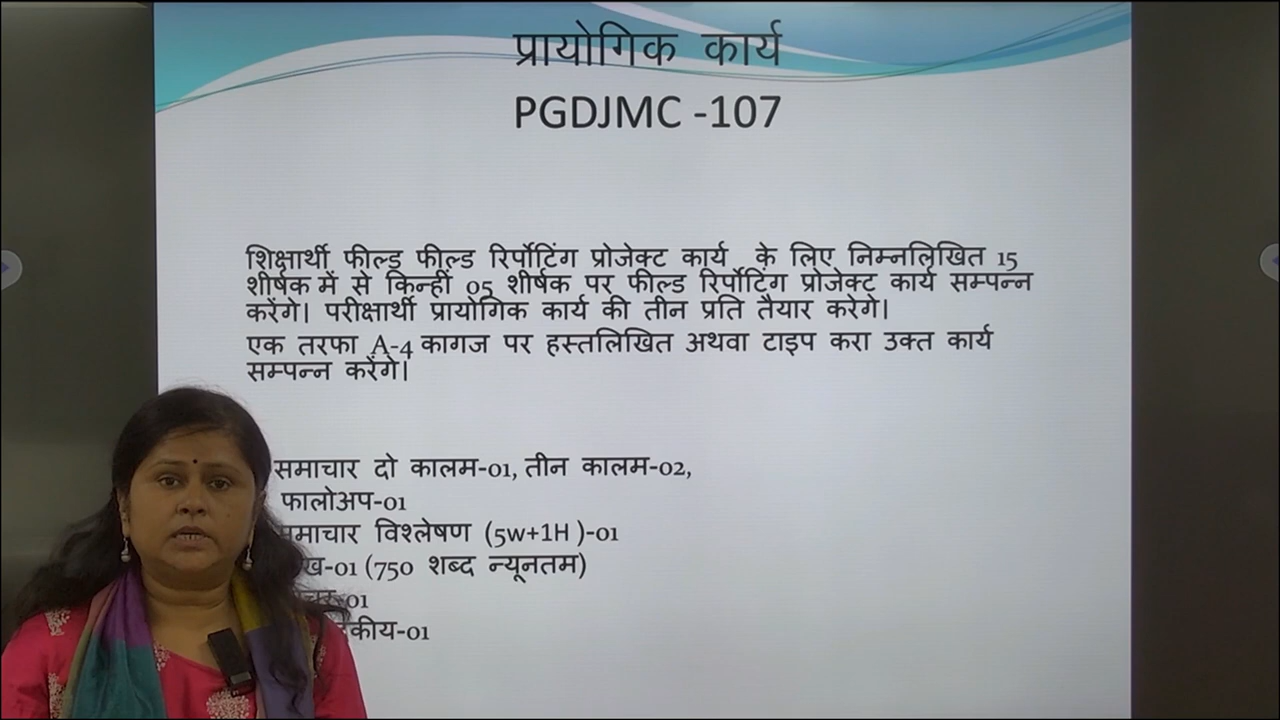 प्रायोगिक कार्य
PGDJMC -107
शिक्षार्थी फील्ड फील्ड रिर्पोटिंग प्रोजेक्ट कार्य के लिए निम्नलिखित 15
शीर्षक में से किन्हीं 05 शीर्षक पर फील्ड रिर्पोटिंग प्रोजेक्ट कार्य सम्पन्न
करेंगे। परीक्षार्थी प्रायोगिक कार्य की तीन प्रति तैयार करेगे।
एक तरफा A-4 कागज पर हस्तलिखित अथवा टाइप करा उक्त कार्य
सम्पन्न करेंगे।
समाचार दो कालम-01, तीन कालम-02,
फालोअप-01
समाचार विश्लेषण (5w+1H )-01
-01 (750 शब्द न्यूनतम)
-01
-01